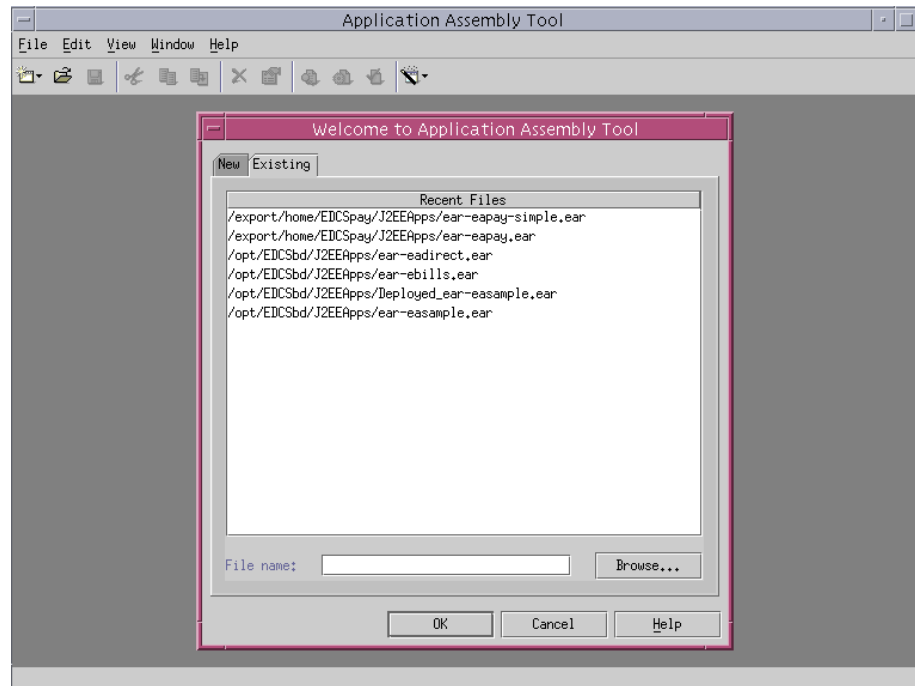 Application Assembly Tool
File Edit View Window Help
Welcome to Application Assembly Tool
New Existing
Recent Files
/export/home/EDCSpay/J2EEApps/ear-eapay-simple.ear
/export/home/EDCSpay/J2EEApps/ear-eapay.ear
/opt/EDCSbd/J2EEApps/ear-eadirect.ear
/opt/EDCSbd/J2EEApps/ear-ebills.ear
/opt/EDCSbd/J2EEApps/Deployed_ear-easample.ear
/opt/EDCSbd/J2EEApps/ear-easample.ear
File name: Browse...
OK Cancel Help